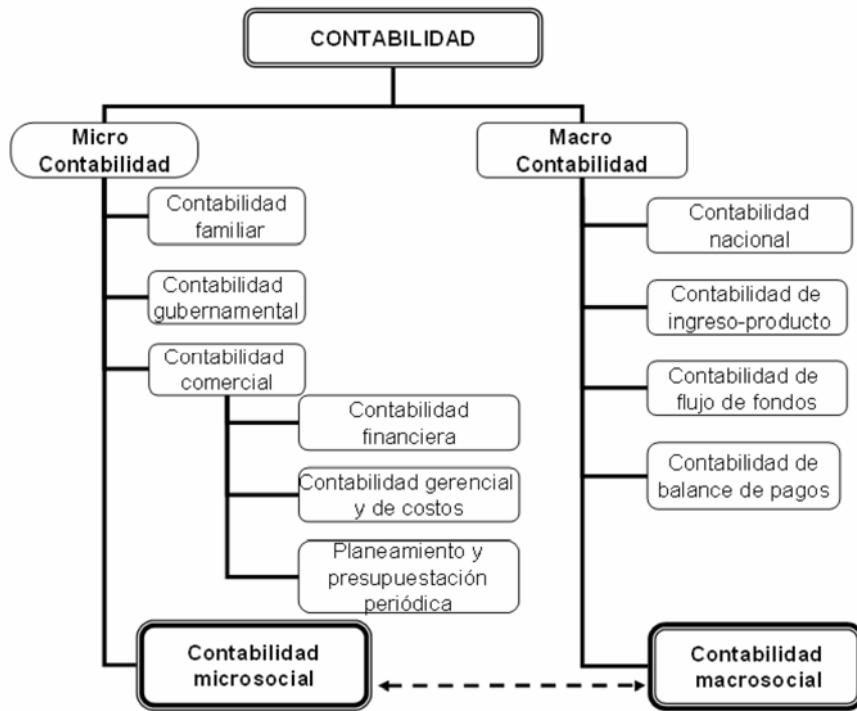 CONTABILIDAD
Micro
Contabilidad
Contabilidad
familiar
Contabilidad
gubernamental
Contabilidad
comercial
Contabilidad
financiera
Contabilidad gerencial
y de costos
Planeamiento y
presupuestación
periódica
Contabilidad
microsocial
Macro
Contabilidad
Contabilidad
nacional
Contabilidad de
ingreso-producto
Contabilidad de
flujo de fondos
Contabilidad de
balance de pagos
Contabilidad
macrosocial